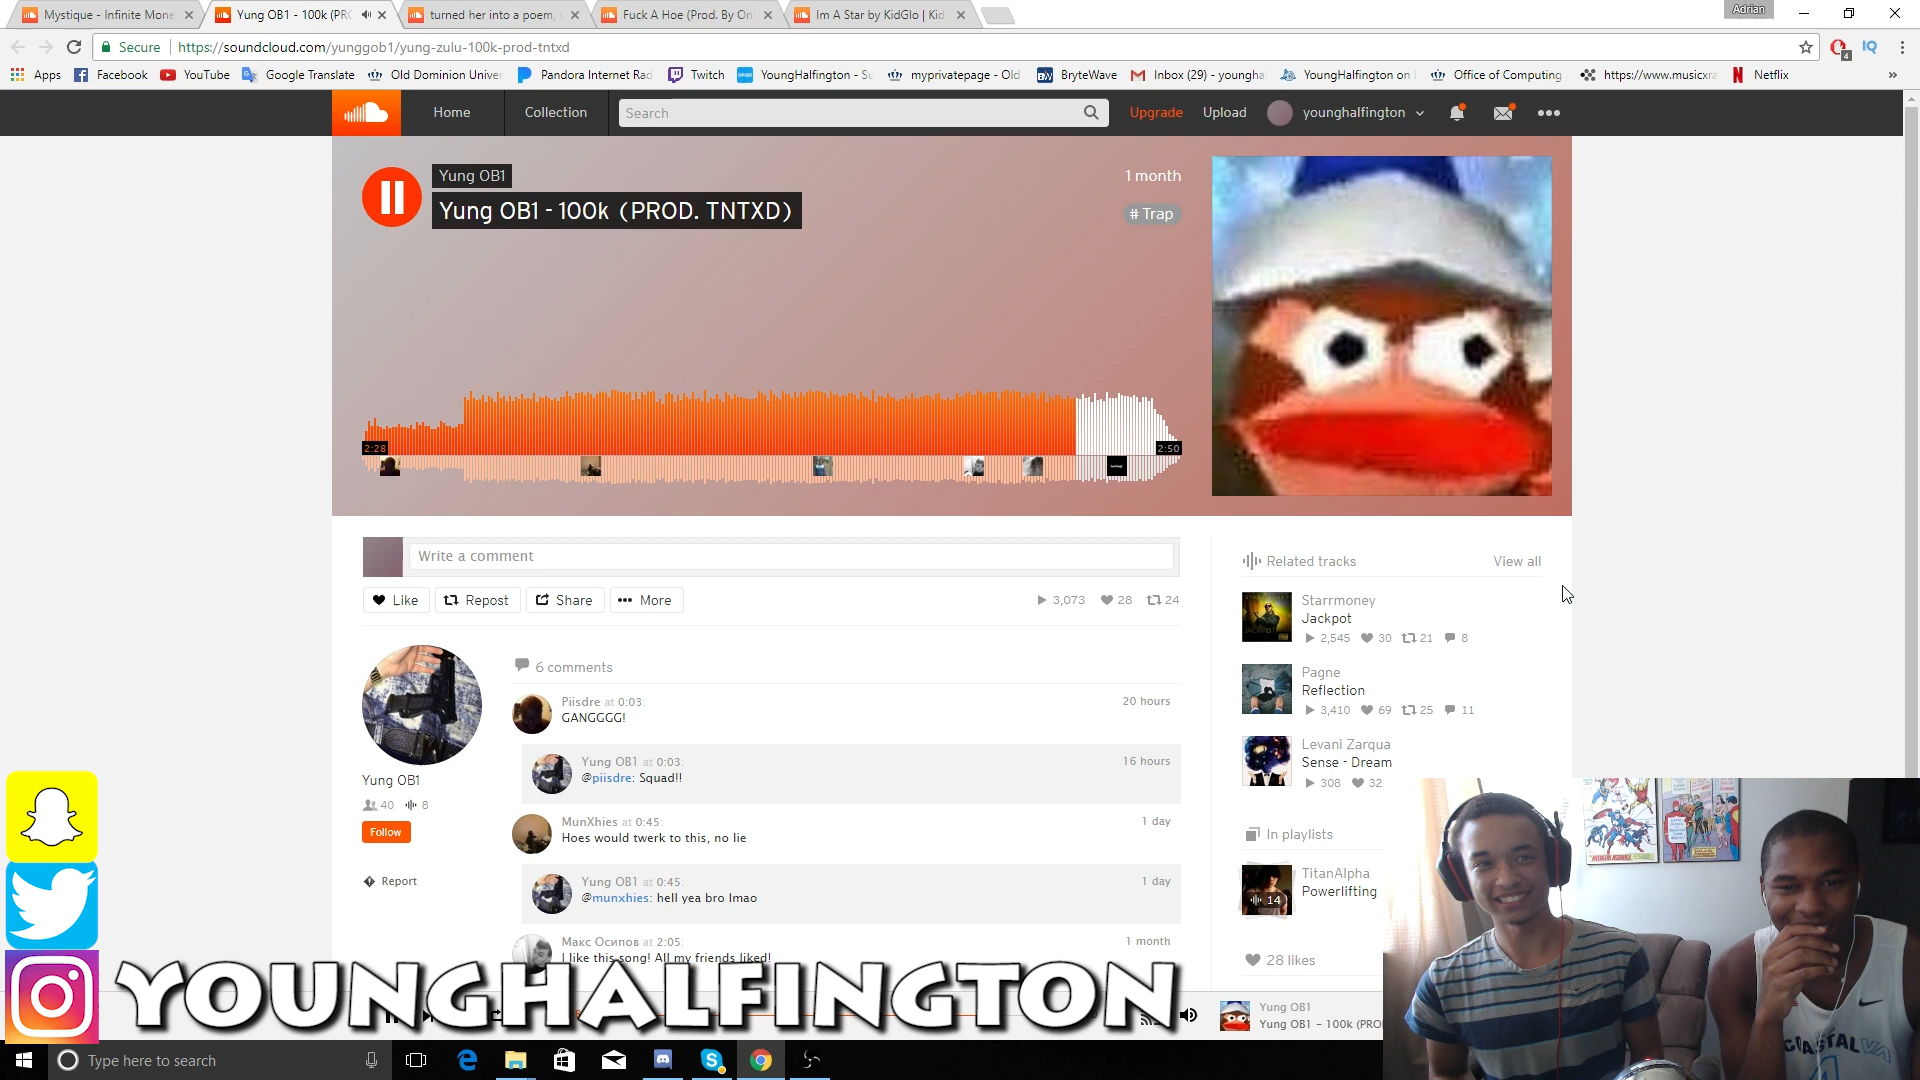 Mystique - Infinite Mone
Yung OB1 - 100k (PRO
turned her into a poem,
Fuck A Hoe (Prod. By On
Im A Star by KidGlo | Kid
Adrian
Secure
https://soundcloud.com/yunggob1/yung-zulu-100k-prod-tntxd
4
IQ
Apps
Facebook
YouTube
Google Translate
Old Dominion Univer
Pandora Internet Rad
Twitch
YoungHalfington - Su
myprivatepage - Old
BryteWave
Inbox (29) - youngha
YoungHalfington on
Office of Computing
https://www.musicxra
Netflix
»
Home
Collection
Search
Upgrade
Upload
younghalfington
Yung OB1
1 month
Yung OB1 - 100k (PROD. TNTXD)
# Trap
2:28
2:50
Write a comment
Like
Repost
Share
More
3,073
28
24
Related tracks
View all
Starrmoney
Jackpot
2,545 30 21 8
Pagne
Reflection
3,410 69 25 11
Levani Zarqua
Sense - Dream
308 32
In playlists
TitanAlpha
Powerlifting
14
28 likes
Yung OB1
40 8
Follow
Report
6 comments
Piisdre at 0:03:
20 hours
GANGGGG!
Yung OB1 at 0:03:
16 hours
@piisdre: Squad!!
MunXhies at 0:45:
1 day
Hoes would twerk to this, no lie
Yung OB1 at 0:45:
1 day
@munxhies: hell yea bro lmao
Макс Осипов at 2:05:
1 month
I like this song! All my friends liked!
YOUNGHALFINGTON
Yung OB1
Yung OB1 – 100k (PRO
COASTAL VA
Type here to search